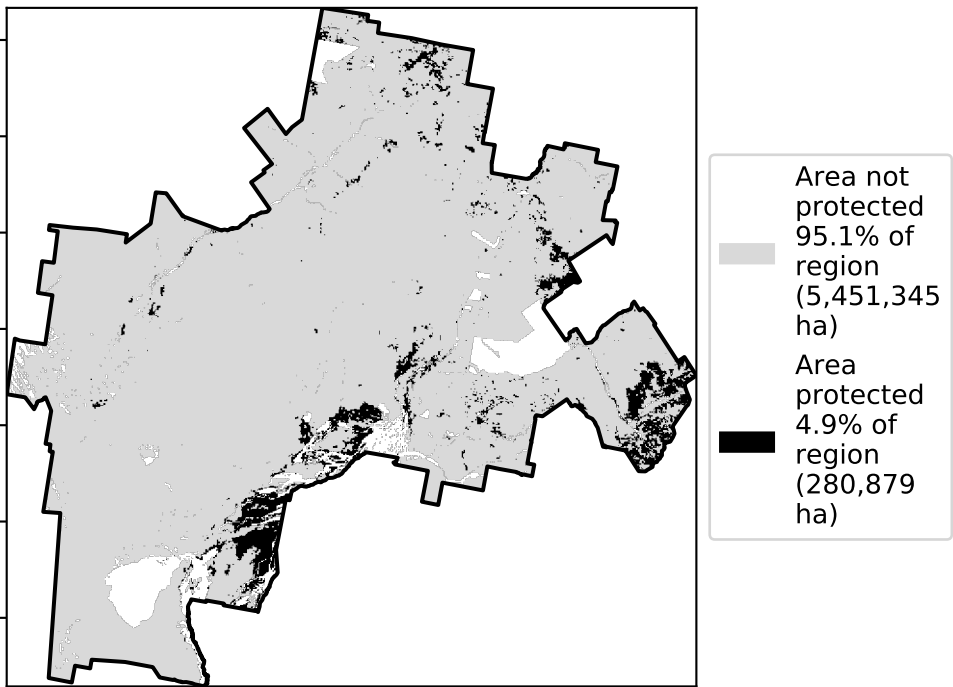 Area not
protected
95.1% of
region
(5,451,345
ha)
Area
protected
4.9% of
region
(280,879
ha)